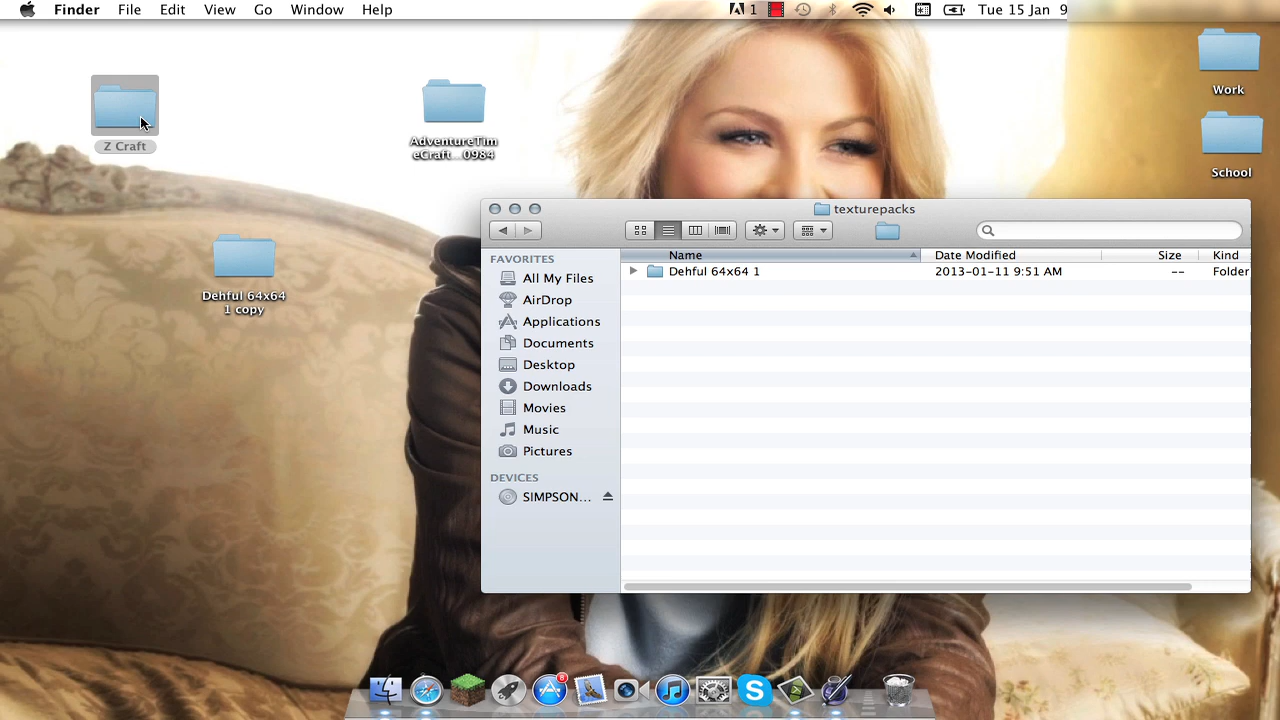 Finder File Edit View Go Window Help
1 Tue 15 Jan 9
Z Craft
AdventureTim
eCraft...0984
Dehful 64x64
1 copy
Work
School
texturepacks
FAVORITES
All My Files
AirDrop
Applications
Documents
Desktop
Downloads
Movies
Music
Pictures
DEVICES
SIMPSON...
Name Date Modified Size Kind
Dehful 64x64 1 2013-01-11 9:51 AM -- Folder
8